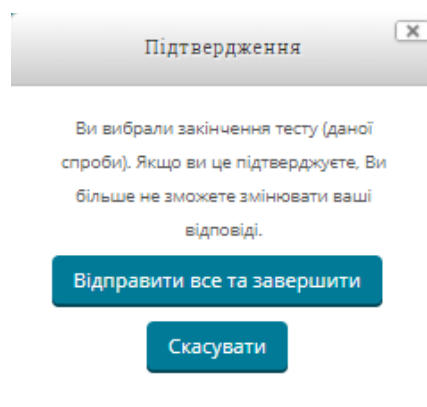 Підтвердження
Ви вибрали закінчення тесту (даної
спроби). Якщо ви це підтверджуєте, Ви
більше не зможете змінювати ваші
відповіді.
Відправити все та завершити
Скасувати